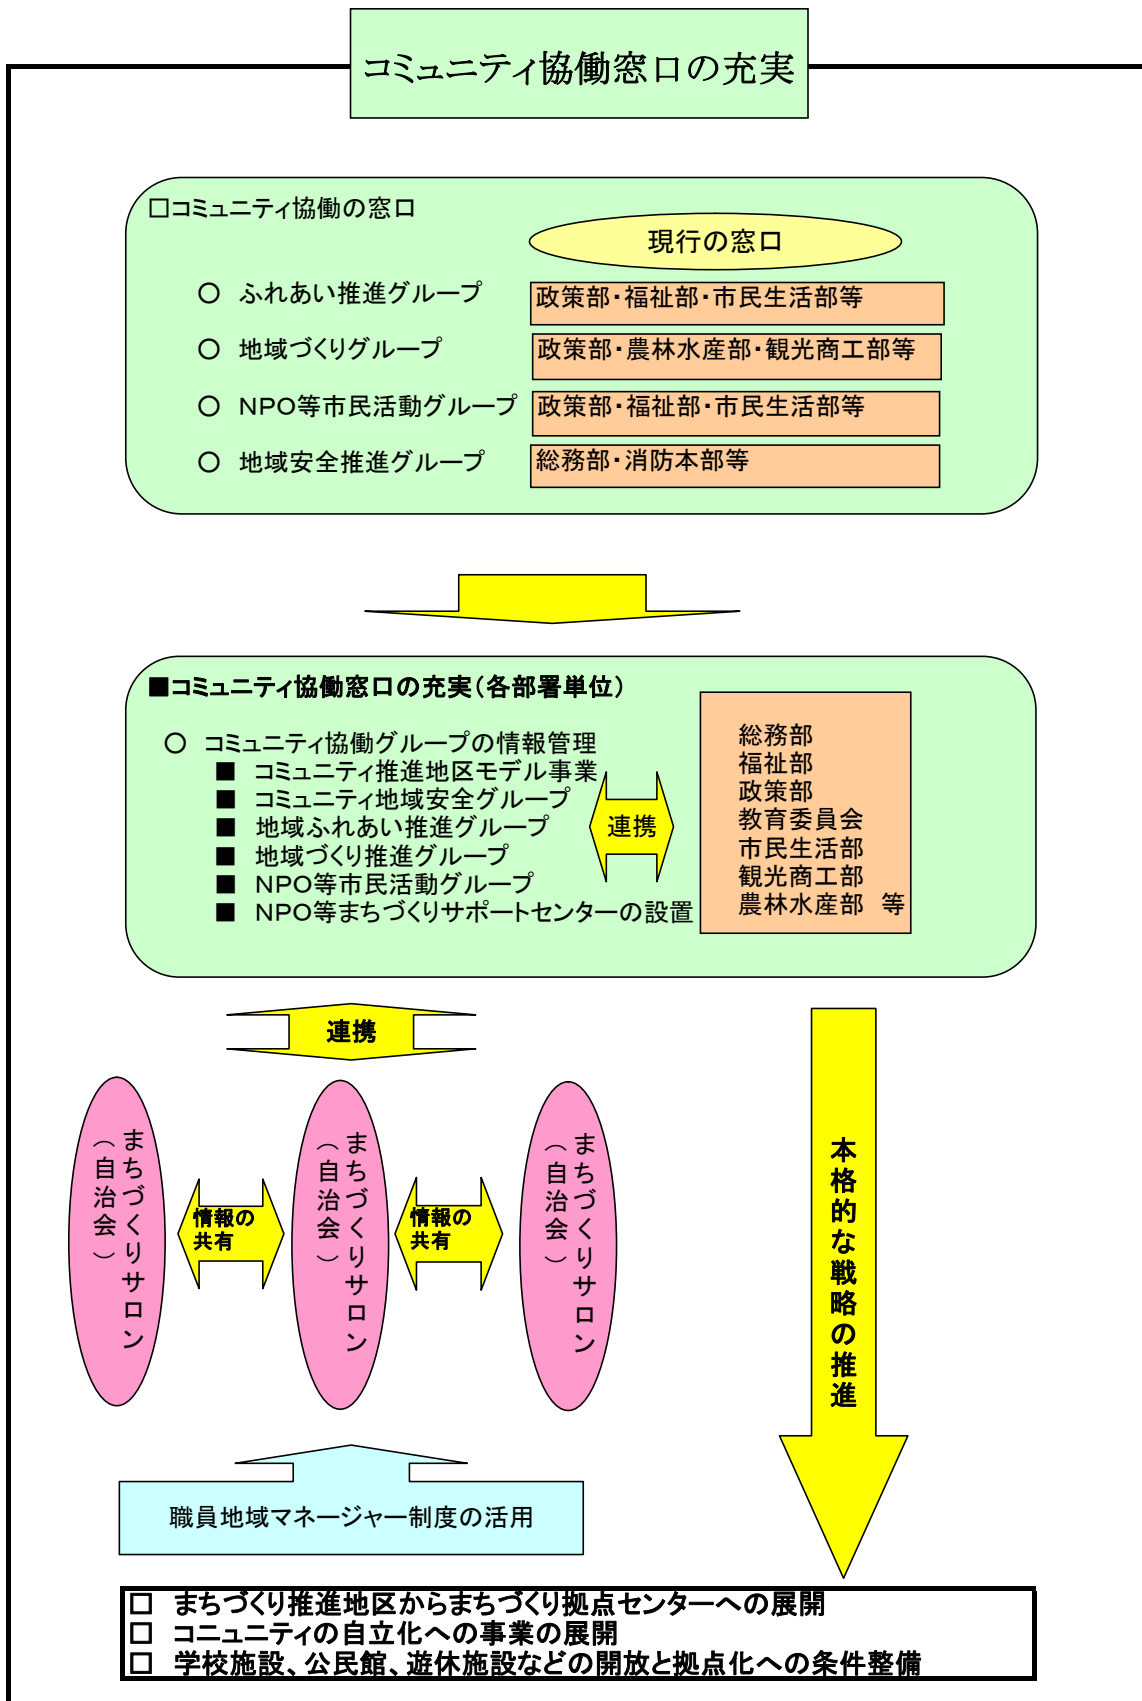 コミュニティ協働窓口の充実
□コミュニティ協働の窓口
現行の窓口
○ ふれあい推進グループ
政策部・福祉部・市民生活部等
○ 地域づくりグループ
政策部・農林水産部・観光商工部等
○ NPO等市民活動グループ
政策部・福祉部・市民生活部等
○ 地域安全推進グループ
総務部・消防本部等
■コミュニティ協働窓口の充実（各部署単位）
○ コミュニティ協働グループの情報管理
■ コミュニティ推進地区モデル事業
■ コミュニティ地域安全グループ
■ 地域ふれあい推進グループ
■ 地域づくり推進グループ
■ NPO等市民活動グループ
■ NPO等まちづくりサポートセンターの設置
連携
総務部
福祉部
政策部
教育委員会
市民生活部
観光商工部
農林水産部 等
連携
まちづくりサロン
（自治会）
情報の
共有
まちづくりサロン
（自治会）
情報の
共有
まちづくりサロン
（自治会）
本格的な戦略の推進
職員地域マネージャー制度の活用
□ まちづくり推進地区からまちづくり拠点センターへの展開
□ コニュニティの自立化への事業の展開
□ 学校施設、公民館、遊休施設などの開放と拠点化への条件整備